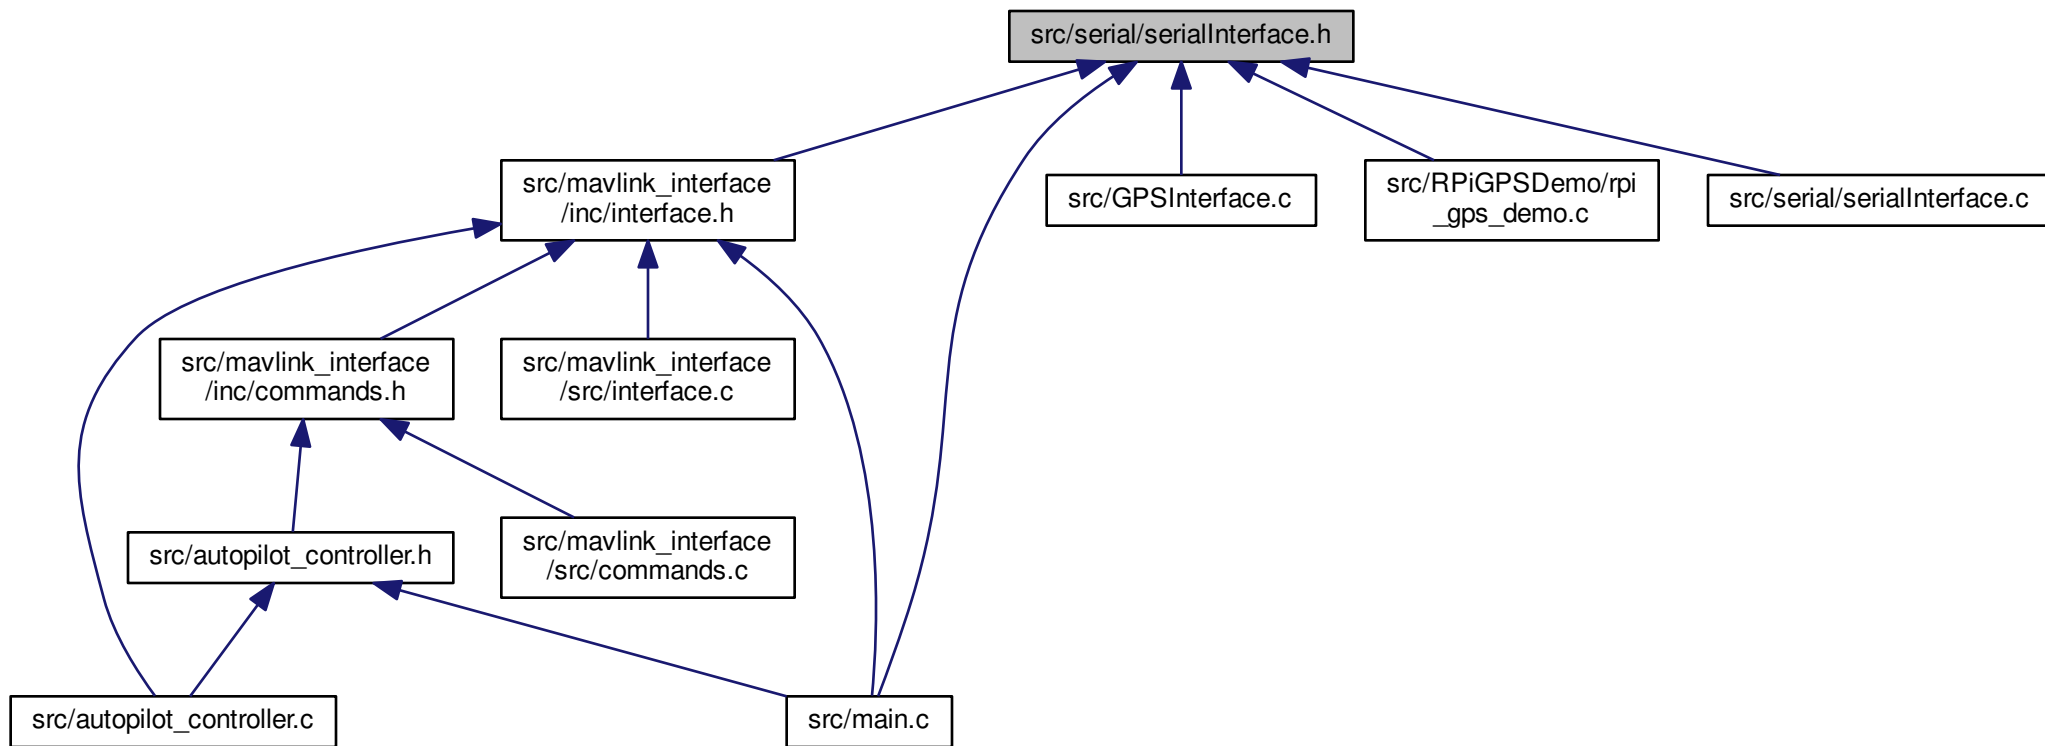 src/serial/serialInterface.h
src/mavlink_interface
/inc/interface.h
src/GPSInterface.c
src/RPiGPSDemo/rpi
_gps_demo.c
src/serial/serialInterface.c
src/mavlink_interface
/inc/commands.h
src/mavlink_interface
/src/interface.c
src/autopilot_controller.h
src/mavlink_interface
/src/commands.c
src/autopilot_controller.c
src/main.c